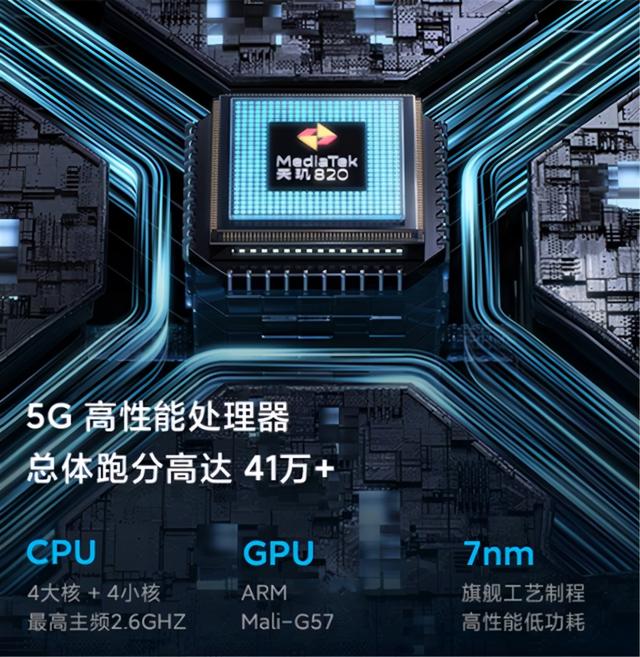 MediaTek
天玑820
5G 高性能处理器
总体跑分高达 41万+
CPU
4大核 + 4小核
最高主频2.6GHZ
GPU
ARM
Mali-G57
7nm
旗舰工艺制程
高性能低功耗